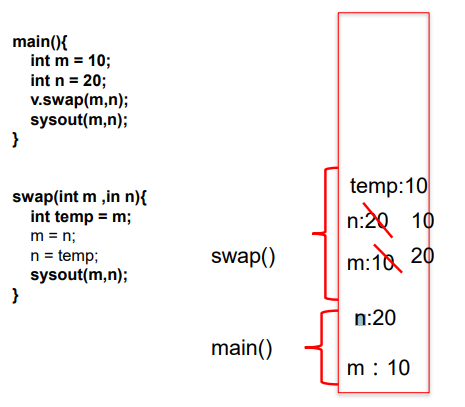 main(){
int m = 10;
int n = 20;
v.swap(m,n);
sysout(m,n);
}
swap(int m ,in n){
int temp = m;
m = n;
n = temp;
sysout(m,n);
}
swap()
main()
temp:10
n:20 10
m:10 20
n:20
m : 10